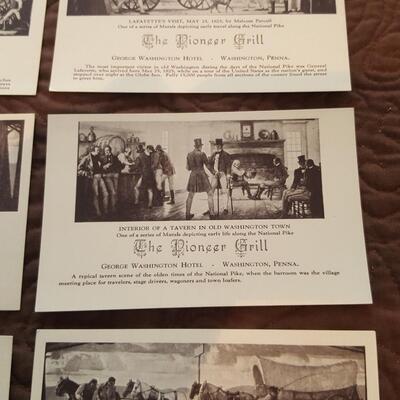 LAFAYETTE'S VISIT, MAY 25, 1825, by Malcolm Parcell
One of a series of Murals depicting early travel along the National Pike
The Pioneer Grill
GEORGE WASHINGTON HOTEL - WASHINGTON, PENNA.
The most important visitor in old Washington during the days of the National Pike was General
Lafayette, who arrived here May 25, 1825, while on a tour of the United States as the nation's guest, and
stopped over night at the Globe Inn. Fully 15,000 people from all sections of the county lined the street
to greet him.
INTERIOR OF A TAVERN IN OLD WASHINGTON TOWN
One of a series of Murals depicting early life along the National Pike
The Pioneer Grill
GEORGE WASHINGTON HOTEL - WASHINGTON, PENNA.
A typical tavern scene of the olden times of the National Pike, when the barroom was the village
meeting place for travelers, stage drivers, wagoners and town loafers.